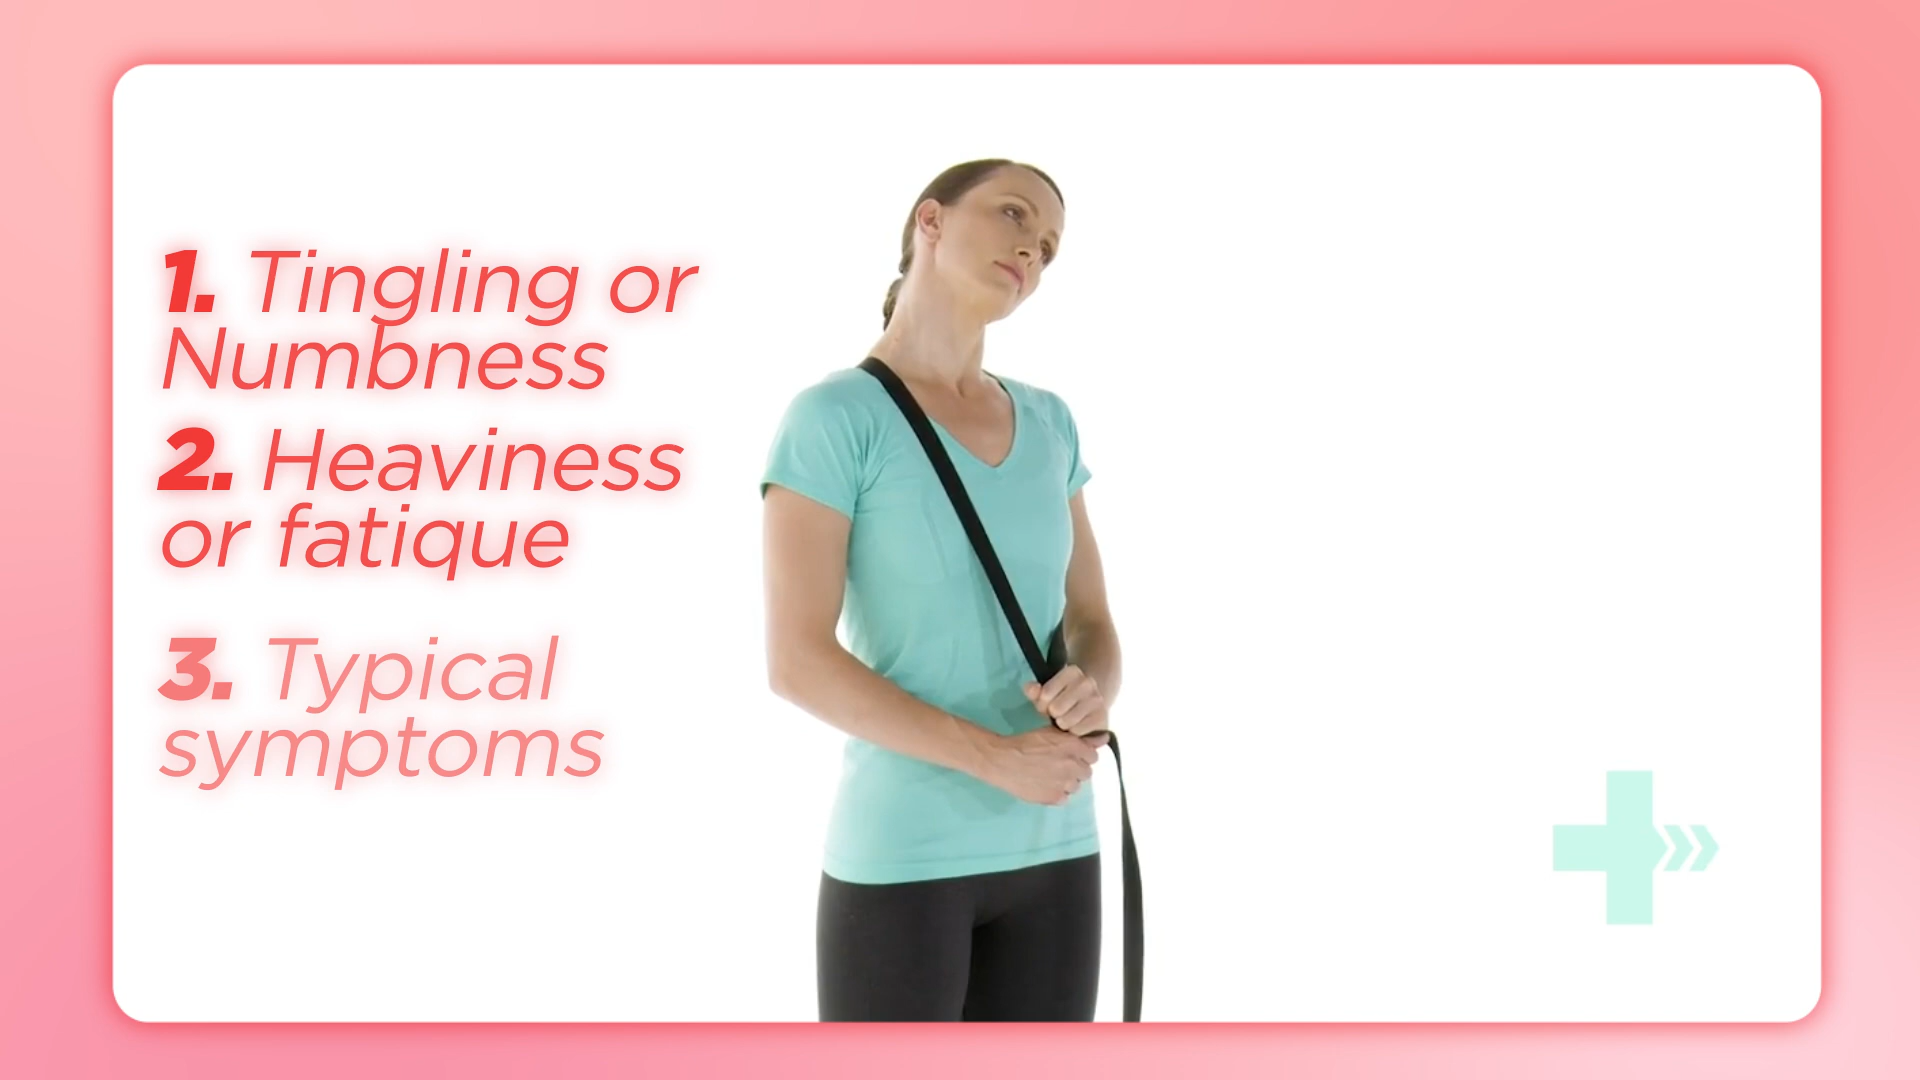 1. Tingling or
Numbness
2. Heaviness
or fatique
3. Typical
symptoms